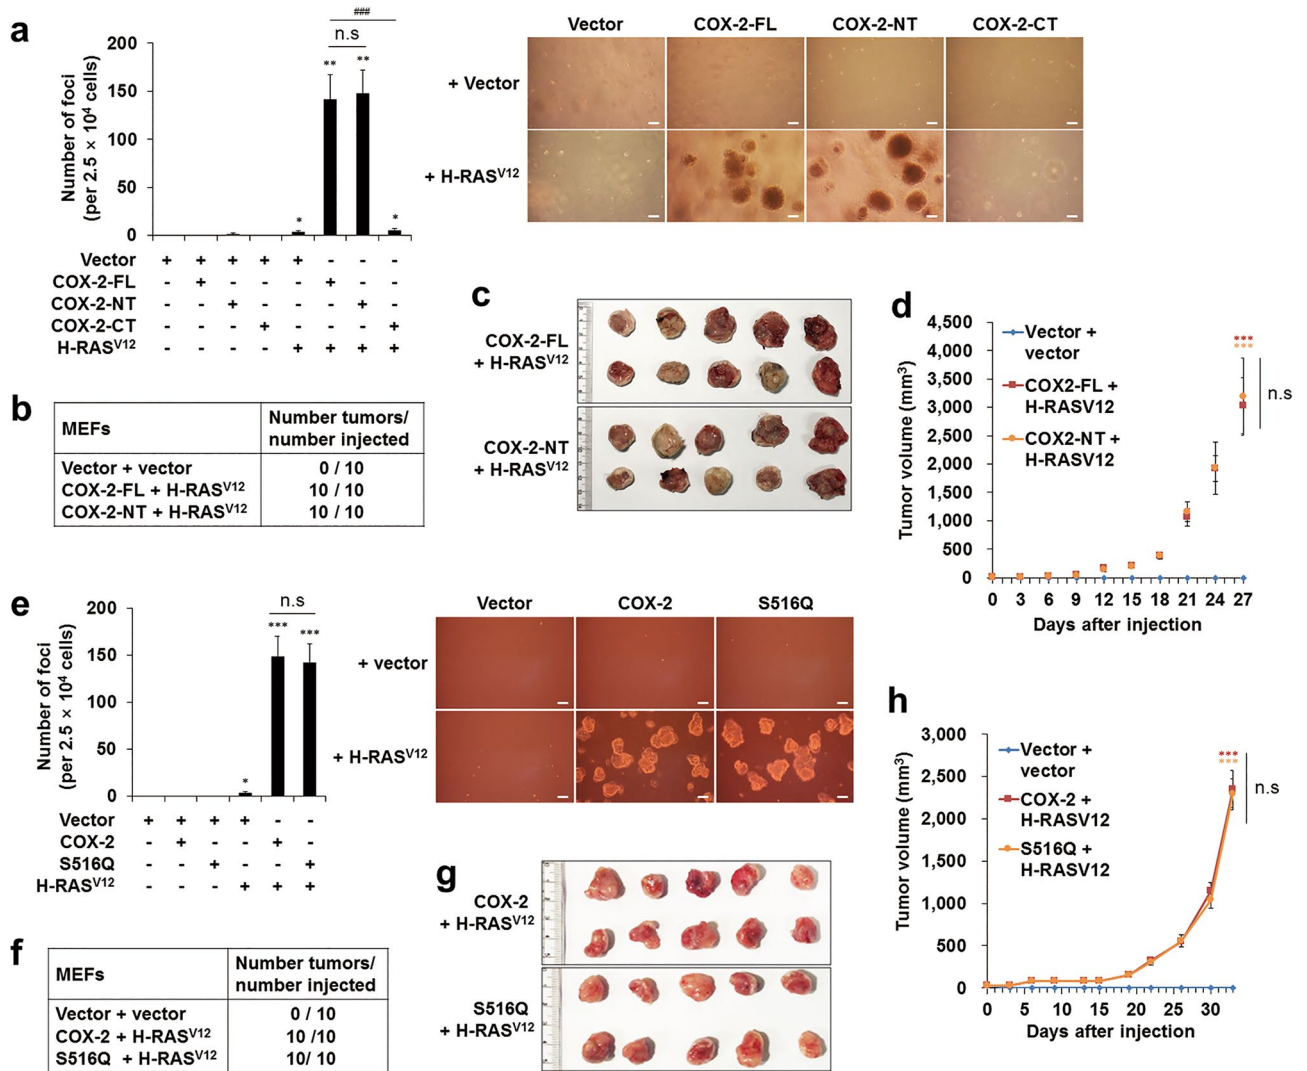 a
Number of foci
(per 2.5 × 10⁴ cells)
200
150
100
50
0
###
n.s
**
**
*
*
Vector + + + + + - - -
COX-2-FL - + - - - + - -
COX-2-NT - - + - - - + -
COX-2-CT - - - + - - - +
H-RASV12 - - - - + + + +
Vector COX-2-FL COX-2-NT COX-2-CT
+ Vector
+ H-RASV12
b
MEFs Number tumors/
number injected
Vector + vector 0 / 10
COX-2-FL + H-RASV12 10 / 10
COX-2-NT + H-RASV12 10 / 10
c
COX-2-FL
+ H-RASV12
COX-2-NT
+ H-RASV12
d
Tumor volume (mm³)
4,500
4,000
3,500
3,000
2,500
2,000
1,500
1,000
500
0
Vector +
vector
COX2-FL +
H-RASV12
COX2-NT +
H-RASV12
***
***
n.s
0 3 6 9 12 15 18 21 24 27
Days after injection
e
Number of foci
(per 2.5 × 10⁴ cells)
200
150
100
50
0
n.s
***
***
*
Vector + + + + - -
COX-2 - + - - + -
S516Q - - + - - +
H-RASV12 - - - + + +
Vector COX-2 S516Q
+ vector
+ H-RASV12
f
MEFs Number tumors/
number injected
Vector + vector 0 / 10
COX-2 + H-RASV12 10 /10
S516Q + H-RASV12 10/ 10
g
COX-2
+ H-RASV12
S516Q
+ H-RASV12
h
Tumor volume (mm³)
3,000
2,500
2,000
1,500
1,000
500
0
Vector +
vector
COX-2 +
H-RASV12
S516Q +
H-RASV12
***
***
n.s
0 5 10 15 20 25 30
Days after injection